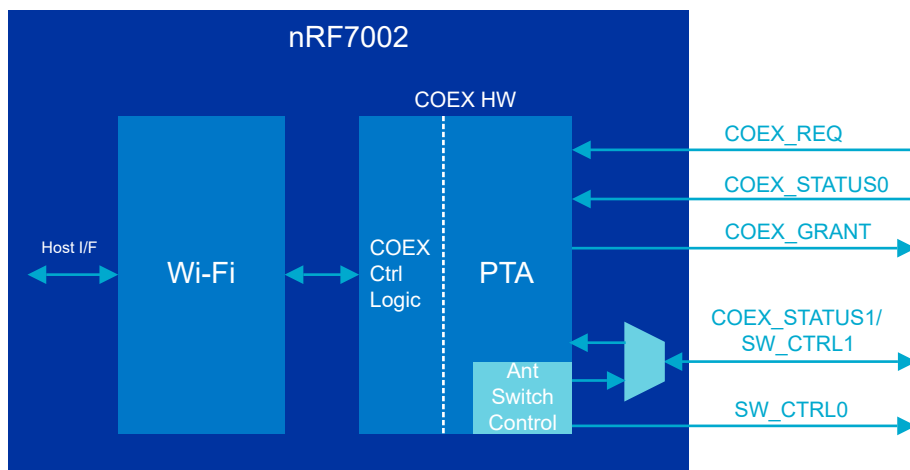 nRF7002
COEX HW
COEX_REQ
COEX_STATUS0
COEX_GRANT
Host I/F
Wi-Fi
COEX
Ctrl
Logic
PTA
COEX_STATUS1/
SW_CTRL1
Ant
Switch
Control
SW_CTRL0